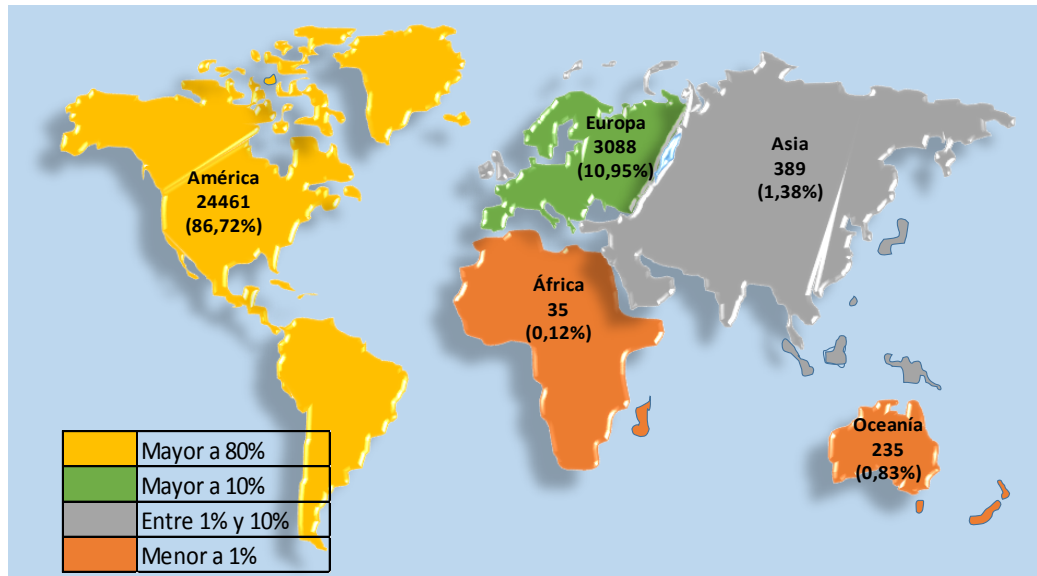 América
24461
(86,72%)
Europa
3088
(10,95%)
Asia
389
(1,38%)
África
35
(0,12%)
Oceanía
235
(0,83%)
Mayor a 80%
Mayor a 10%
Entre 1% y 10%
Menor a 1%